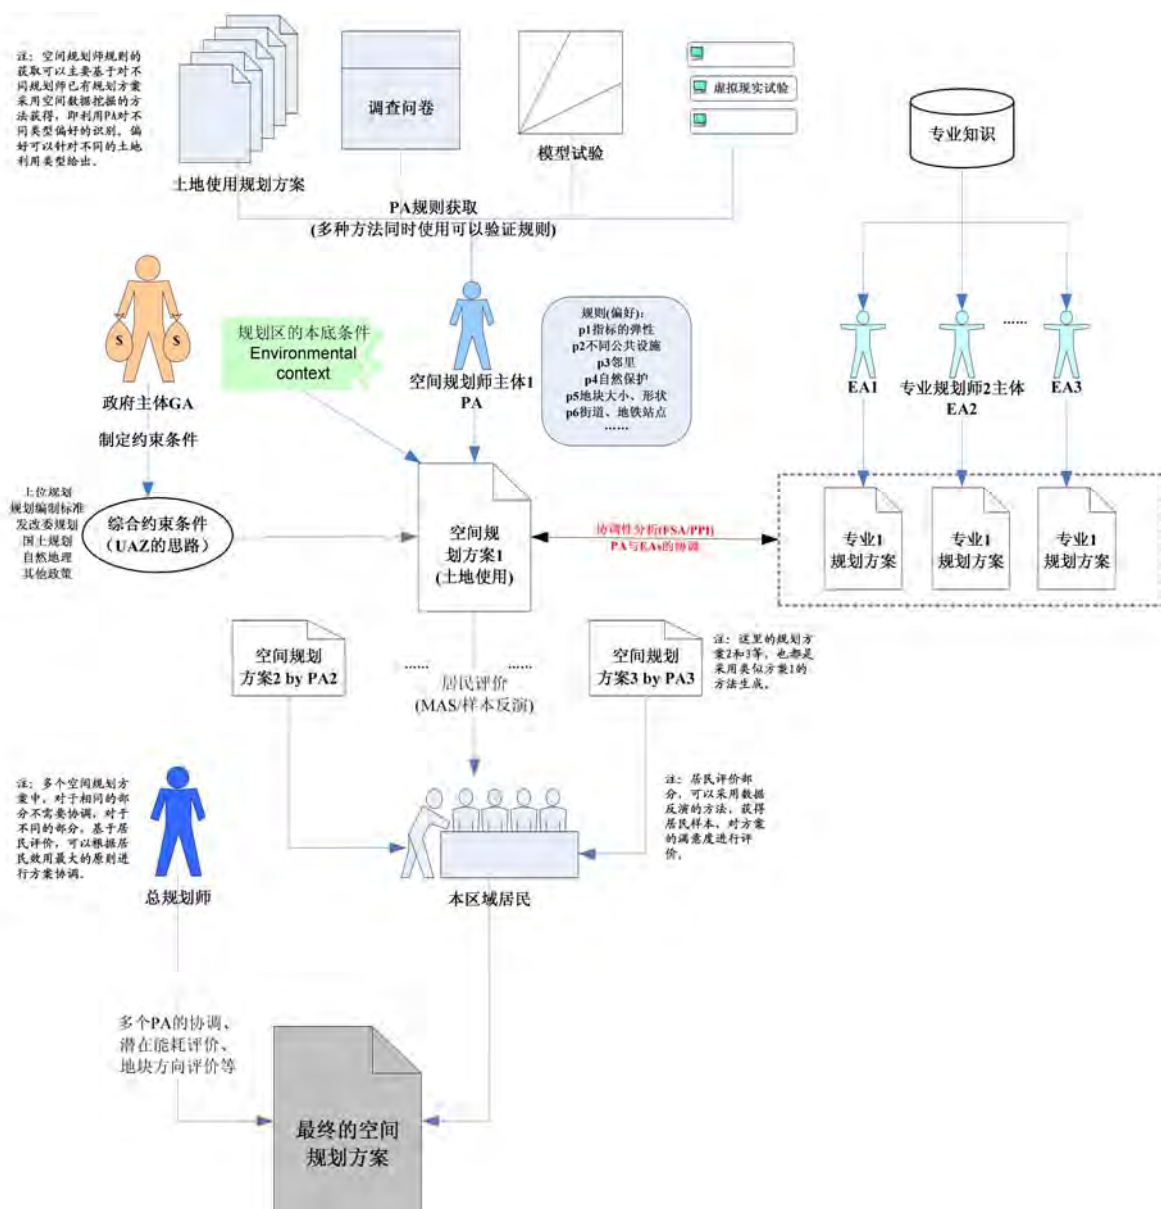 注：空间规划师规则的
获取可以主要基于对不
同规划师已有规划方案
采用空间数据挖掘的方
法获得，即利用PA对不
同类型偏好的识别。偏
好可以针对不同的土地
利用类型给出。
土地使用规划方案
调查问卷
模型试验
虚拟现实试验
专业知识
PA规则获取
(多种方法同时使用可以验证规则)
$
$
政府主体GA
制定约束条件
规划区的本底条件
Environmental
context
空间规划师主体1
PA
规则(偏好):
p1指标的弹性
p2不同公共设施
p3邻里
p4自然保护
p5地块大小、形状
p6街道、地铁站点
……
EA1
……
专业规划师2主体
EA2
EA3
上位规划
规划编制标准
发改委规划
国土规划
自然地理
其他政策
综合约束条件
（UAZ的思路）
空间规
划方案1
(土地使用)
协调性分析(FSA/PPI)
PA与EAs的协调
专业1
规划方案
专业1
规划方案
专业1
规划方案
空间规划
方案2 by PA2
……
……
居民评价
(MAS/样本反演)
空间规划
方案3 by PA3
注：这里的规划方
案2和3等，也都是
采用类似方案1的
方法生成。
注：多个空间规划方
案中，对于相同的部
分不需要协调，对于
不同的部分，基于居
民评价，可以根据居
民效用最大的原则进
行方案协调。
总规划师
注：居民评价部
分，可以采用数据
反演的方法，获得
居民样本，对方案
的满意度进行评
价。
本区域居民
多个PA的协调、
潜在能耗评价、
地块方向评价等
最终的空间
规划方案